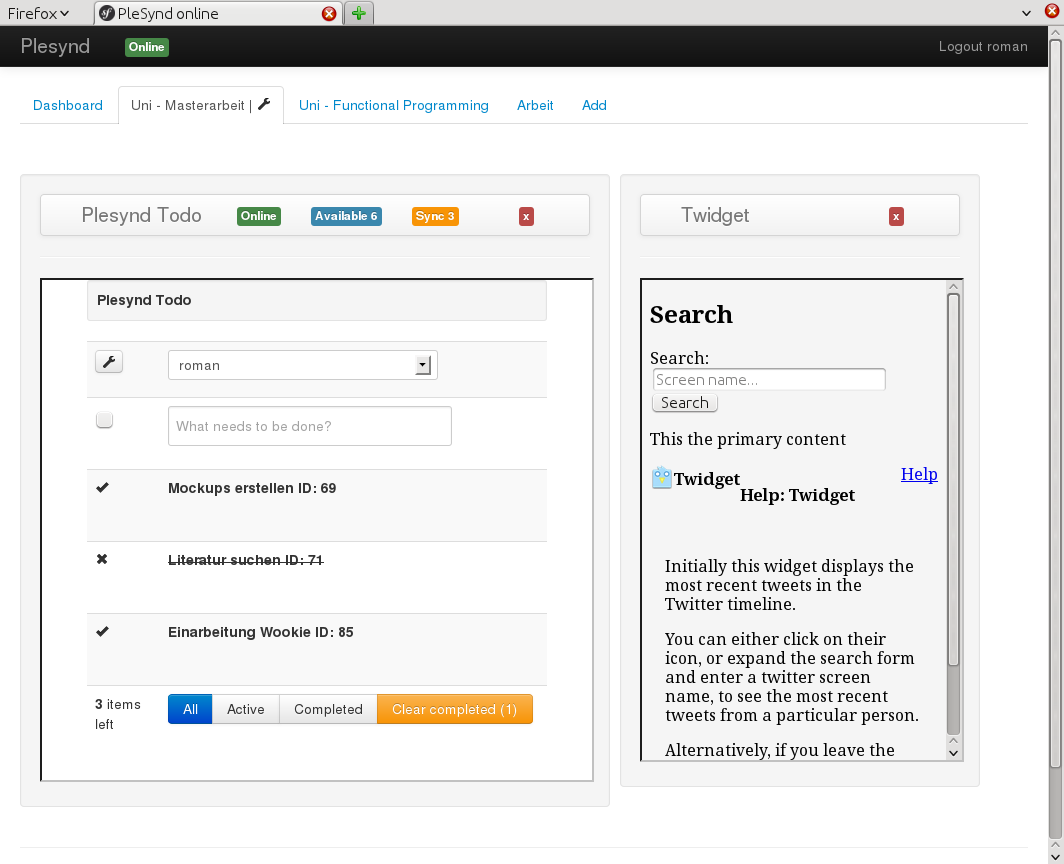 Firefox
PleSynd online
Plesynd Online Logout roman
Dashboard Uni - Masterarbeit | Uni - Functional Programming Arbeit Add
Plesynd Todo Online Available 6 Sync 3 x
Plesynd Todo
roman
What needs to be done?
Mockups erstellen ID: 69
Literatur suchen ID: 71
Einarbeitung Wookie ID: 85
3 items
left
All Active Completed Clear completed (1)
Twidget x
Search
Search:
Screen name...
Search
This the primary content
Twidget Help
Help: Twidget
Initially this widget displays the
most recent tweets in the
Twitter timeline.
You can either click on their
icon, or expand the search form
and enter a twitter screen
name, to see the most recent
tweets from a particular person.
Alternatively, if you leave the